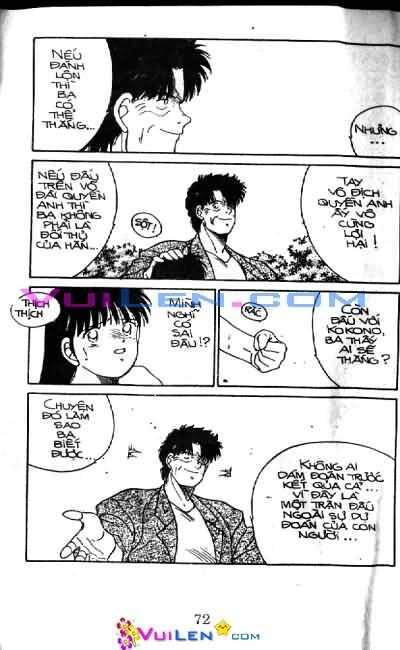 NẾU
ĐÁNH
LỘN
THÌ
BA
CÓ
THỂ
THẮNG...
NHƯNG
...
NẾU ĐẤU
TRÊN VÕ
ĐÀI QUYỀN
ANH THÌ
BA KHÔNG
PHẢI LÀ
ĐỐI THỦ
CỦA HẮN...
SỘT!
TAY
VÔ ĐỊCH
QUYỀN ANH
ẤY VÔ
CÙNG
LỢI
HẠI!
THÍCH
THÍCH
MÌNH
NGHĨ
CÓ
SAI
ĐÂU!?
RẮC
CÒN
ĐẤU VỚI
KOKONO,
BA THẤY
AI SẼ
THẮNG?
VuiLen.com
CHUYỆN
ĐÓ LÀM
SAO
BA
BIẾT
ĐƯỢC...
KHÔNG AI
DÁM ĐOÁN TRƯỚC
KẾT QUẢ CẢ...
VÌ ĐÂY LÀ
MỘT TRẬN ĐẤU
NGOÀI SỰ DỰ
ĐOÁN CỦA CON
NGƯỜI...
72
VuiLen.com